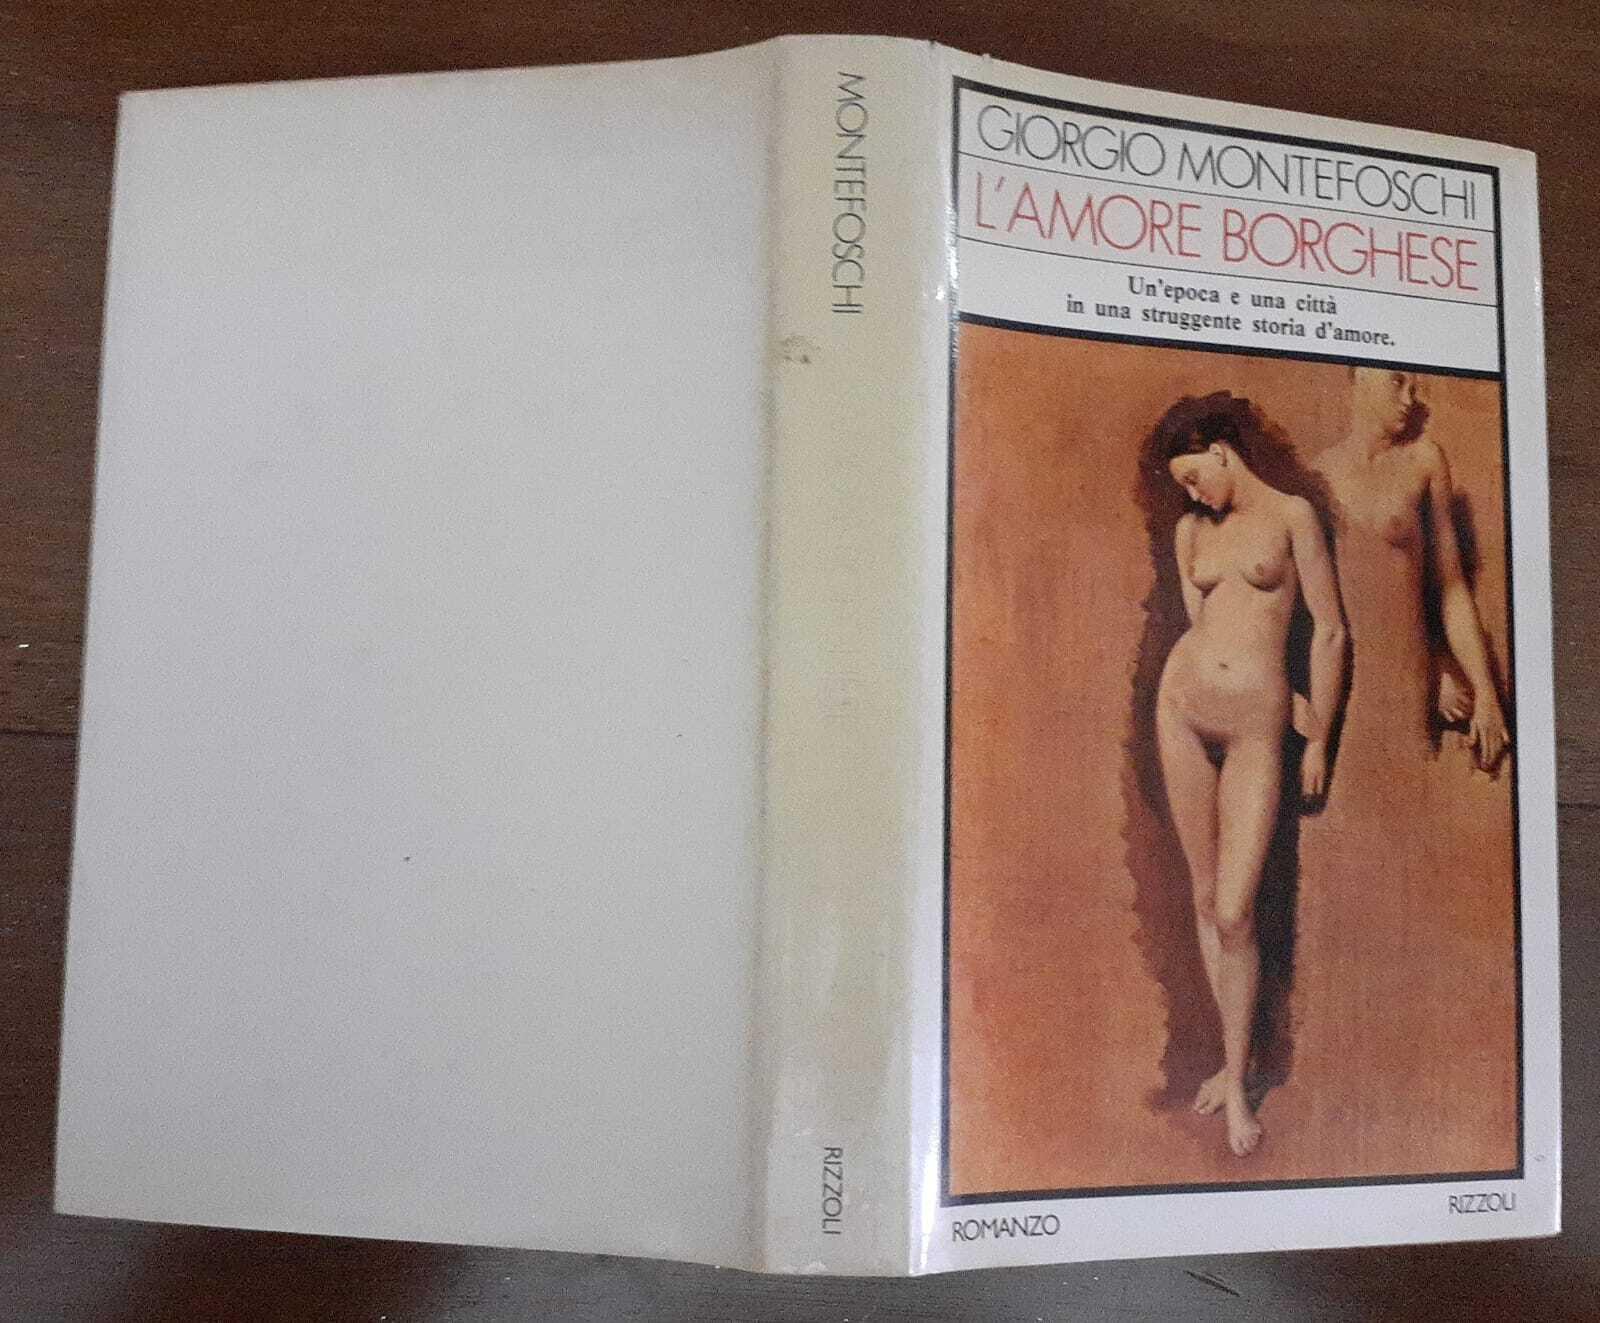 MONTEFOSCHI
RIZZOLI
GIORGIO MONTEFOSCHI
L'AMORE BORGHESE
Un'epoca e una città
in una struggente storia d'amore.
ROMANZO
RIZZOLI